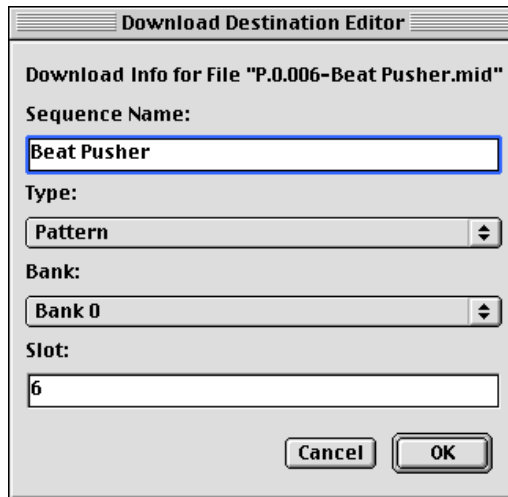 Download Destination Editor
Download Info for File "P.0.006-Beat Pusher.mid"
Sequence Name:
Beat Pusher
Type:
Pattern
Bank:
Bank 0
Slot:
6
Cancel OK